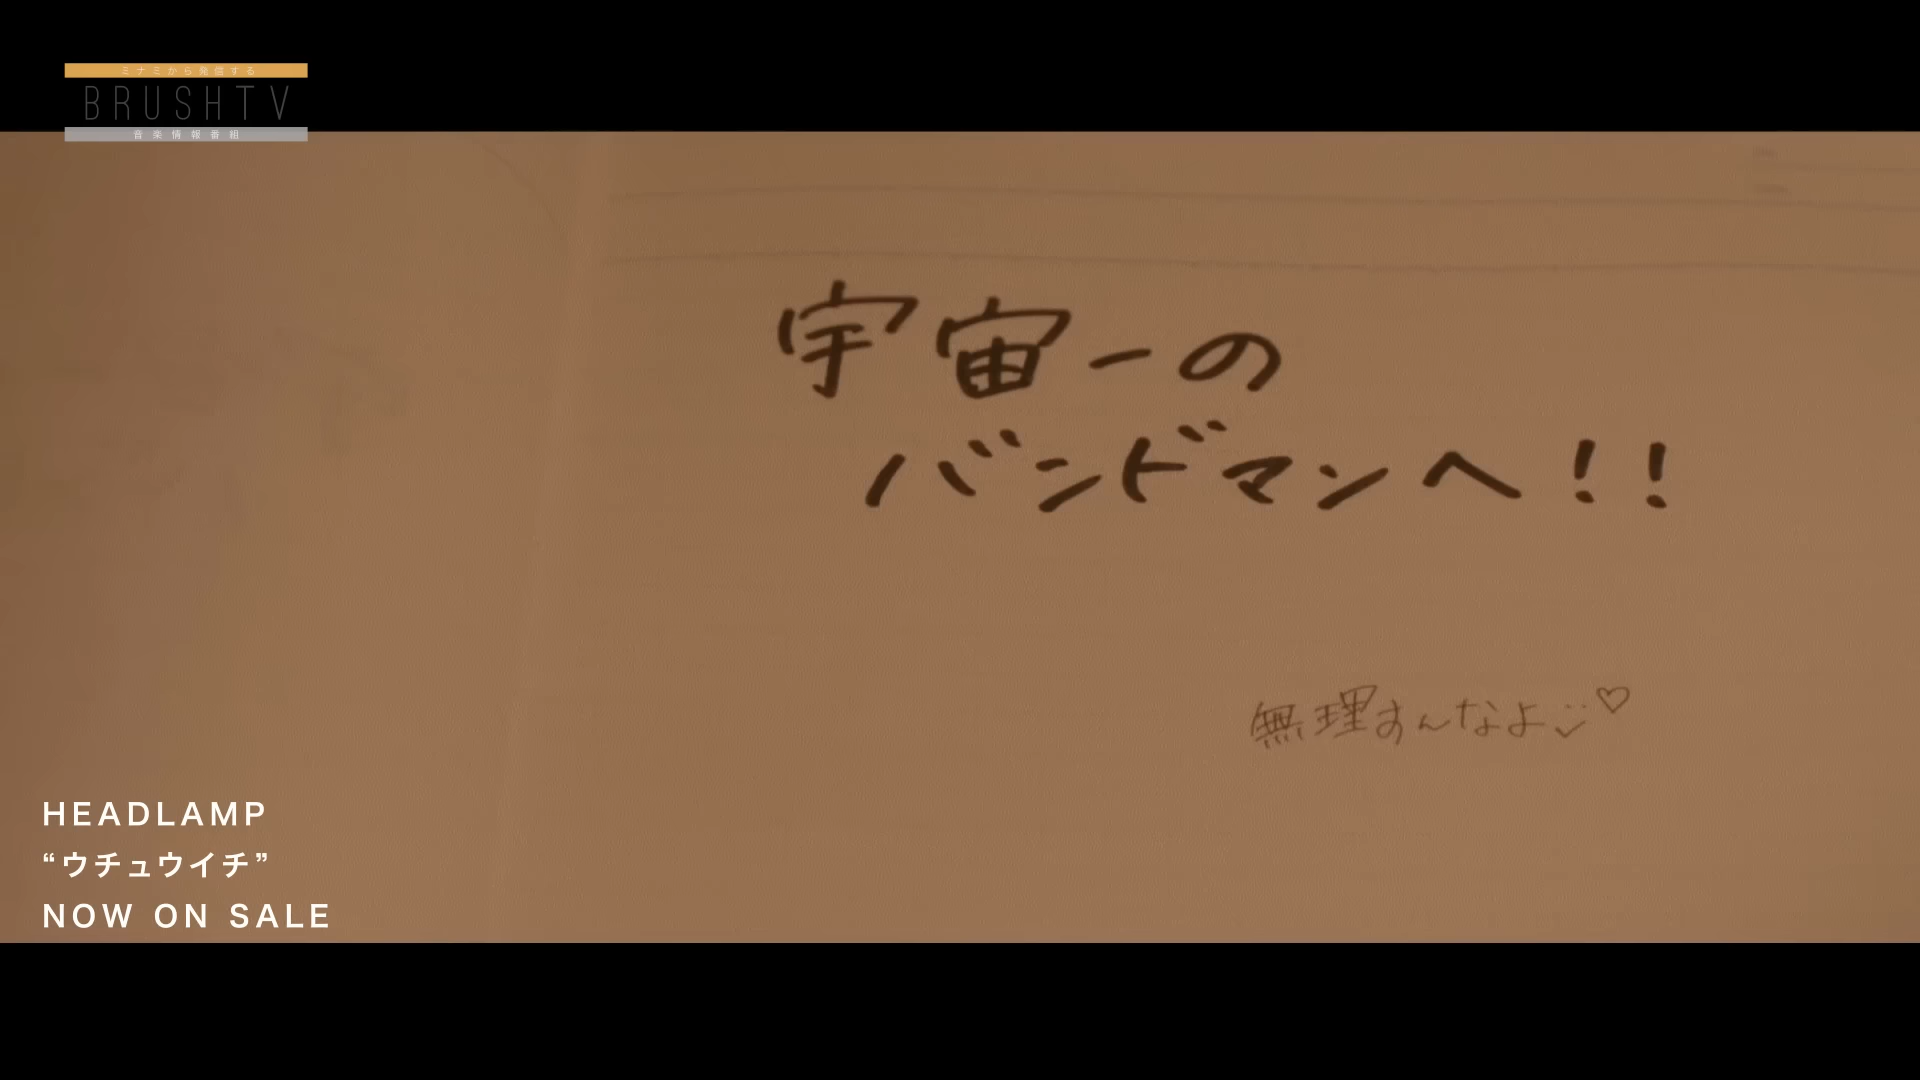 ミナミから発信する
BRUSHTV
音楽情報番組
宇宙一の
バンドマンへ!!
無理すんなよ
HEADLAMP
“ウチュウイチ”
NOW ON SALE